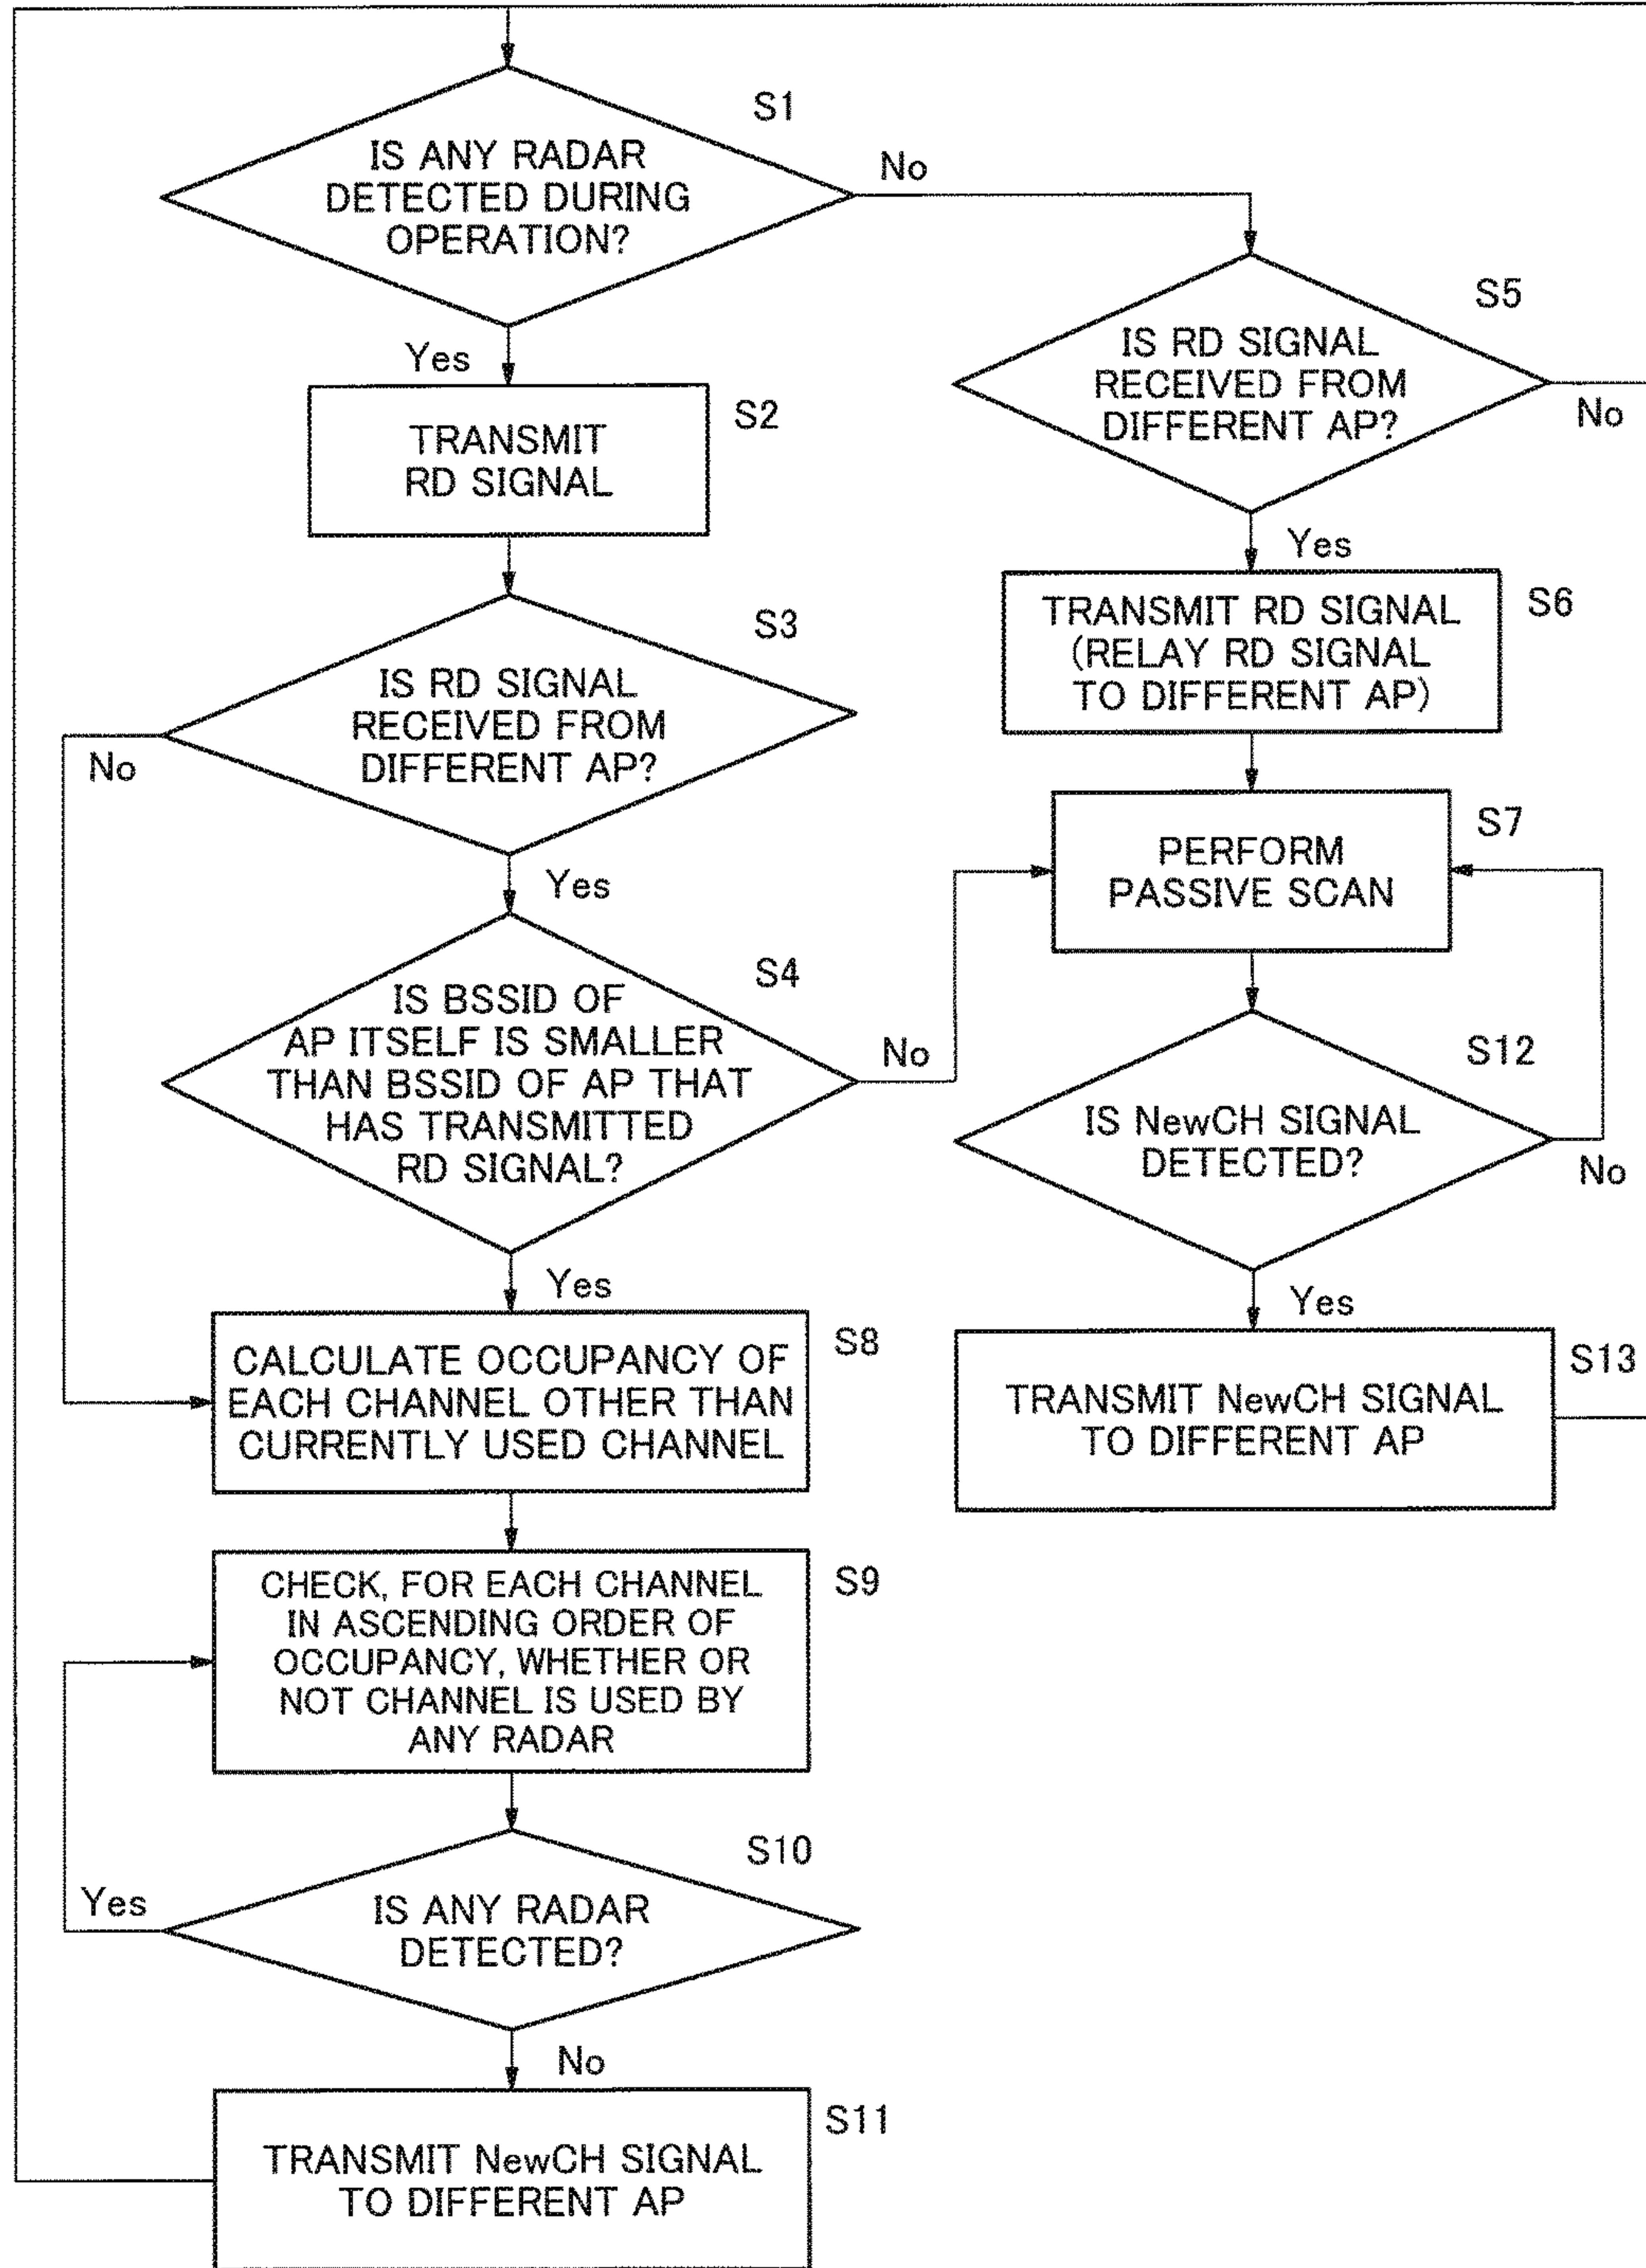 S1
IS ANY RADAR
DETECTED DURING
OPERATION?
No
Yes
S5
IS RD SIGNAL
RECEIVED FROM
DIFFERENT AP?
No
Yes
S2
TRANSMIT
RD SIGNAL
S6
TRANSMIT RD SIGNAL
(RELAY RD SIGNAL
TO DIFFERENT AP)
S3
IS RD SIGNAL
RECEIVED FROM
DIFFERENT AP?
No
Yes
S7
PERFORM
PASSIVE SCAN
S4
IS BSSID OF
AP ITSELF IS SMALLER
THAN BSSID OF AP THAT
HAS TRANSMITTED
RD SIGNAL?
No
Yes
S12
IS NewCH SIGNAL
DETECTED?
No
Yes
S8
CALCULATE OCCUPANCY OF
EACH CHANNEL OTHER THAN
CURRENTLY USED CHANNEL
S13
TRANSMIT NewCH SIGNAL
TO DIFFERENT AP
S9
CHECK, FOR EACH CHANNEL
IN ASCENDING ORDER OF
OCCUPANCY, WHETHER OR
NOT CHANNEL IS USED BY
ANY RADAR
S10
IS ANY RADAR
DETECTED?
Yes
No
S11
TRANSMIT NewCH SIGNAL
TO DIFFERENT AP